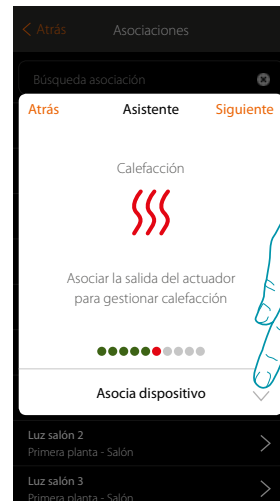 < Atrás Asociaciones
Búsqueda asociación
Atrás Asistente Siguiente
Calefacción
Asociar la salida del actuador
para gestionar calefacción
Asocia dispositivo
Luz salón 2
Primera planta - Salón
Luz salón 3
Primera planta - Salón